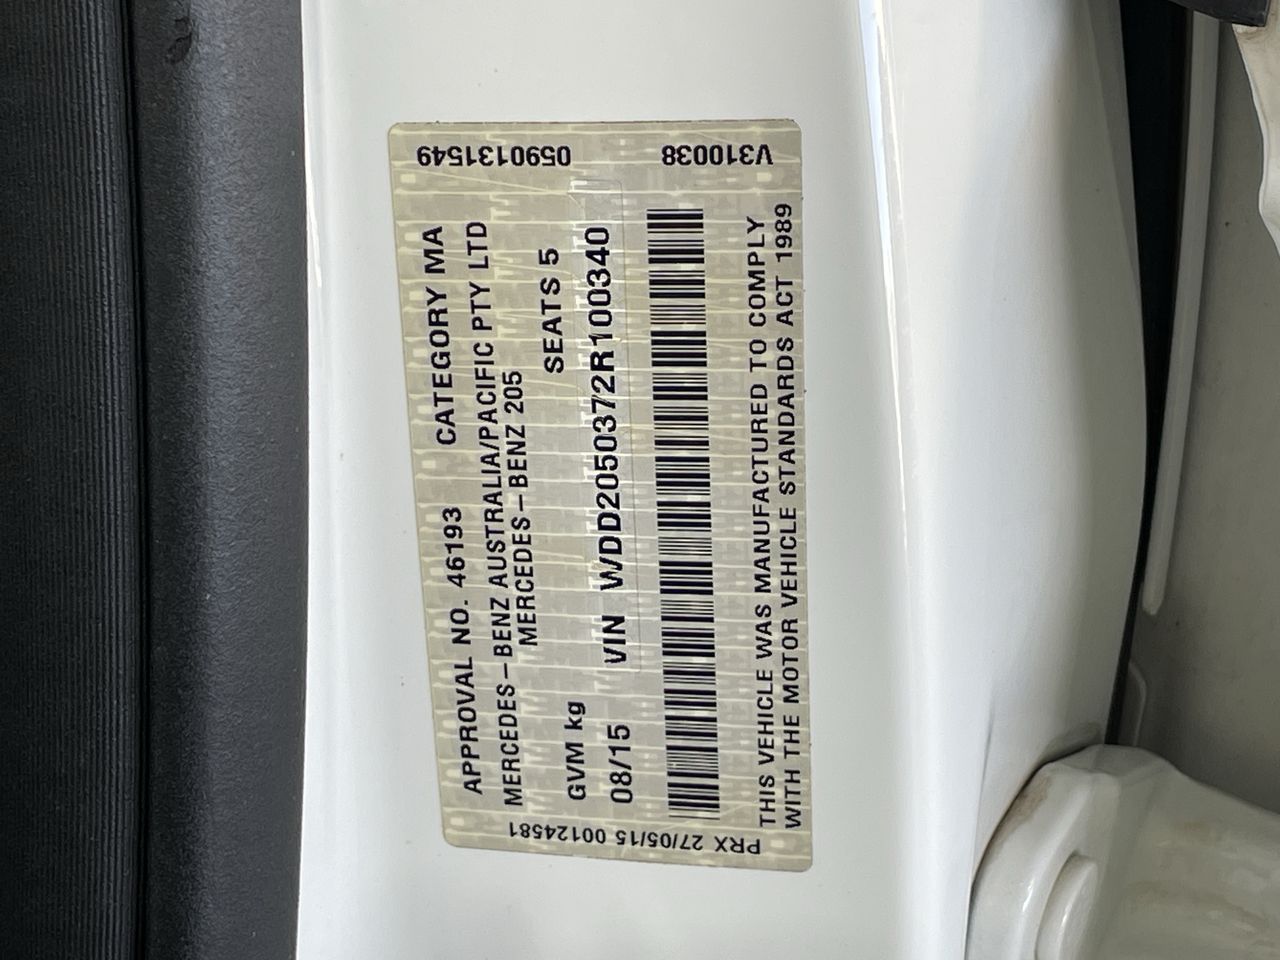 APPROVAL NO. 46193 CATEGORY MA
MERCEDES-BENZ AUSTRALIA/PACIFIC PTY LTD
MERCEDES-BENZ 205
GVM kg SEATS 5
08/15 VIN WDD2050372R100340
THIS VEHICLE WAS MANUFACTURED TO COMPLY
WITH THE MOTOR VEHICLE STANDARDS ACT 1989
PRX 27/05/15 00124581
V310038 0590131549